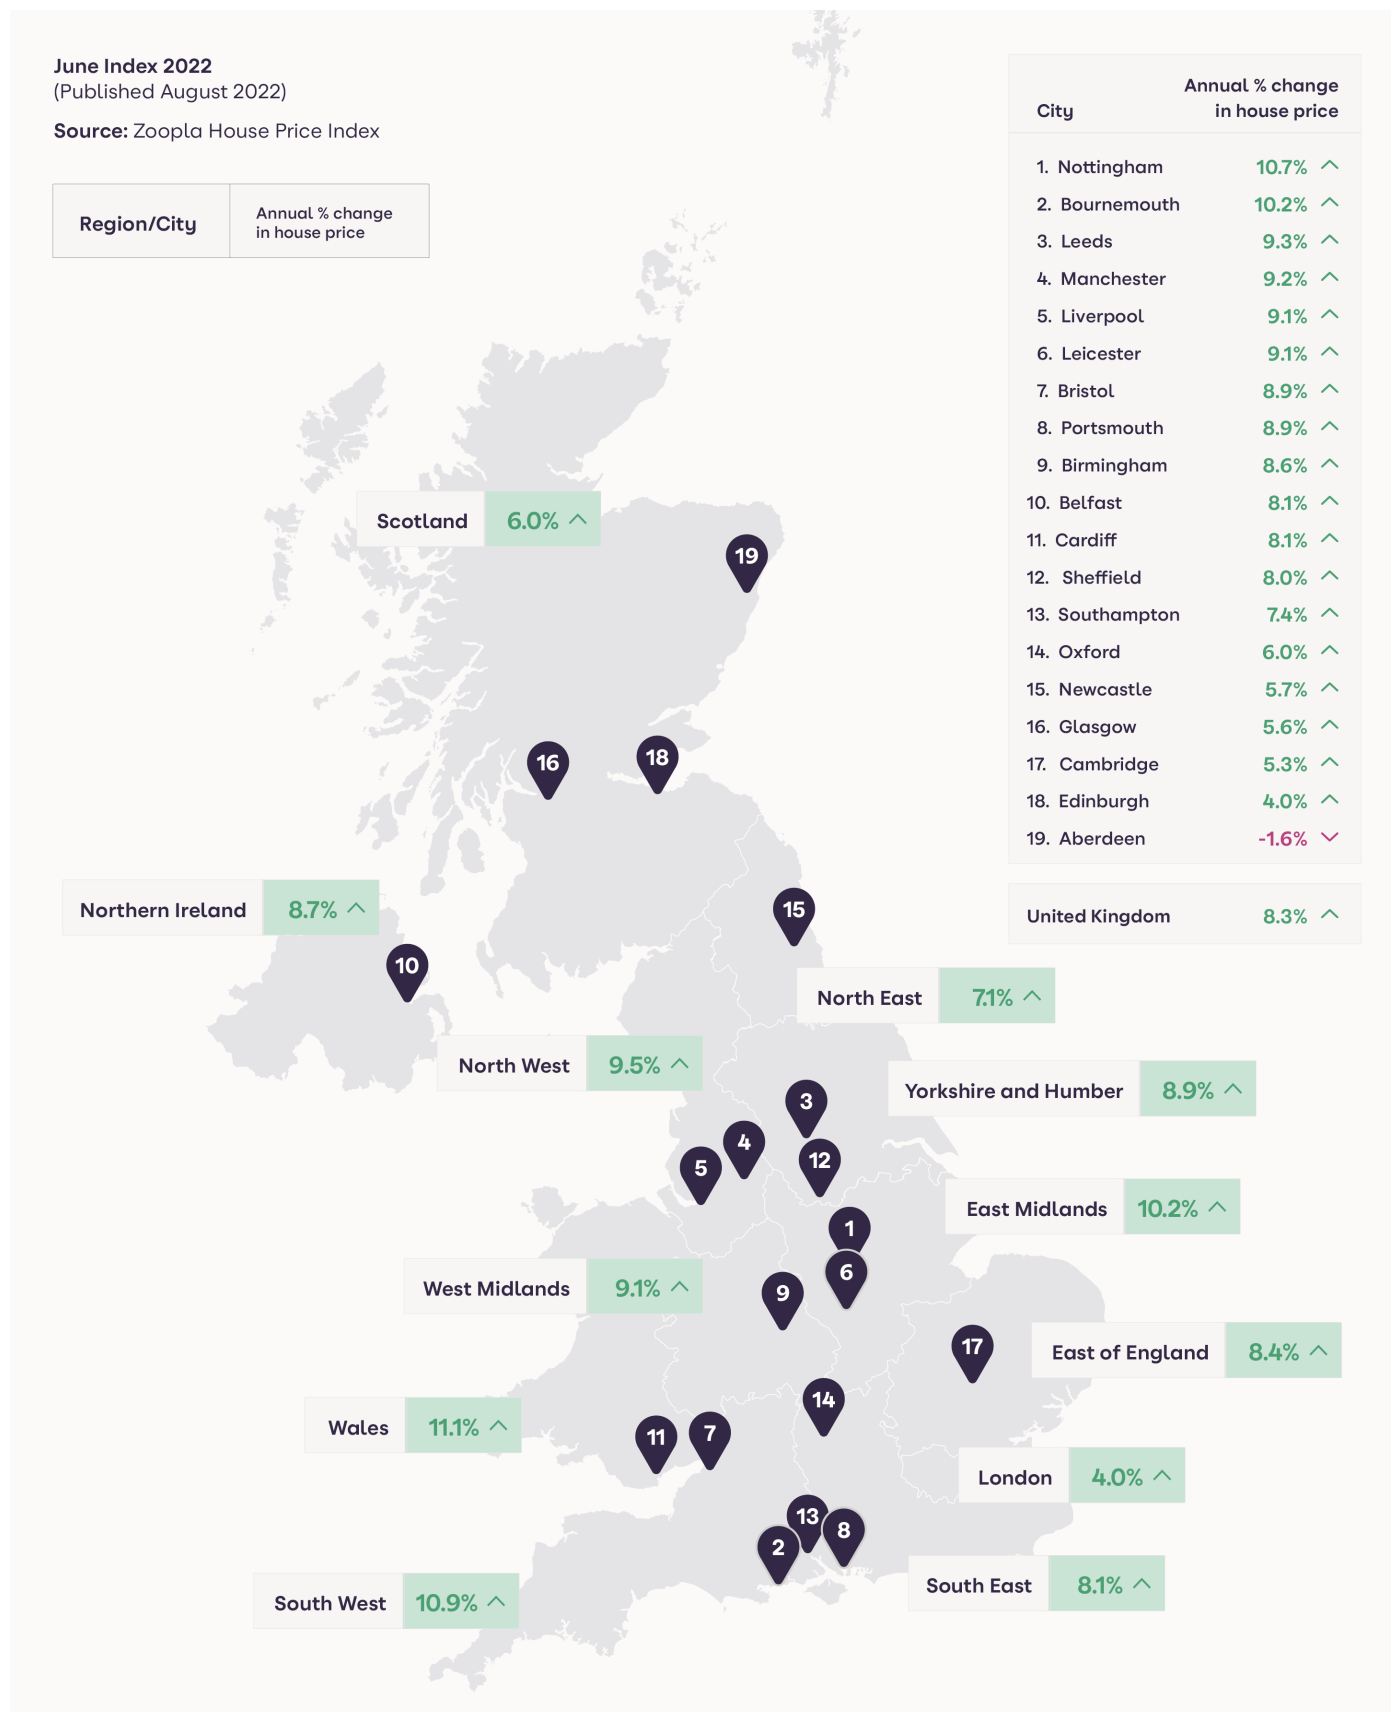 June Index 2022
(Published August 2022)
Source: Zoopla House Price Index
Region/City
Annual % change
in house price
City
Annual % change
in house price
1. Nottingham 10.7%
2. Bournemouth 10.2%
3. Leeds 9.3%
4. Manchester 9.2%
5. Liverpool 9.1%
6. Leicester 9.1%
7. Bristol 8.9%
8. Portsmouth 8.9%
9. Birmingham 8.6%
10. Belfast 8.1%
11. Cardiff 8.1%
12. Sheffield 8.0%
13. Southampton 7.4%
14. Oxford 6.0%
15. Newcastle 5.7%
16. Glasgow 5.6%
17. Cambridge 5.3%
18. Edinburgh 4.0%
19. Aberdeen -1.6%
United Kingdom 8.3%
Scotland 6.0%
19
16
18
Northern Ireland 8.7%
15
10
North East 7.1%
North West 9.5%
Yorkshire and Humber 8.9%
3
4
5
12
East Midlands 10.2%
1
6
West Midlands 9.1%
9
17
East of England 8.4%
14
Wales 11.1%
11
7
London 4.0%
13
8
2
South East 8.1%
South West 10.9%